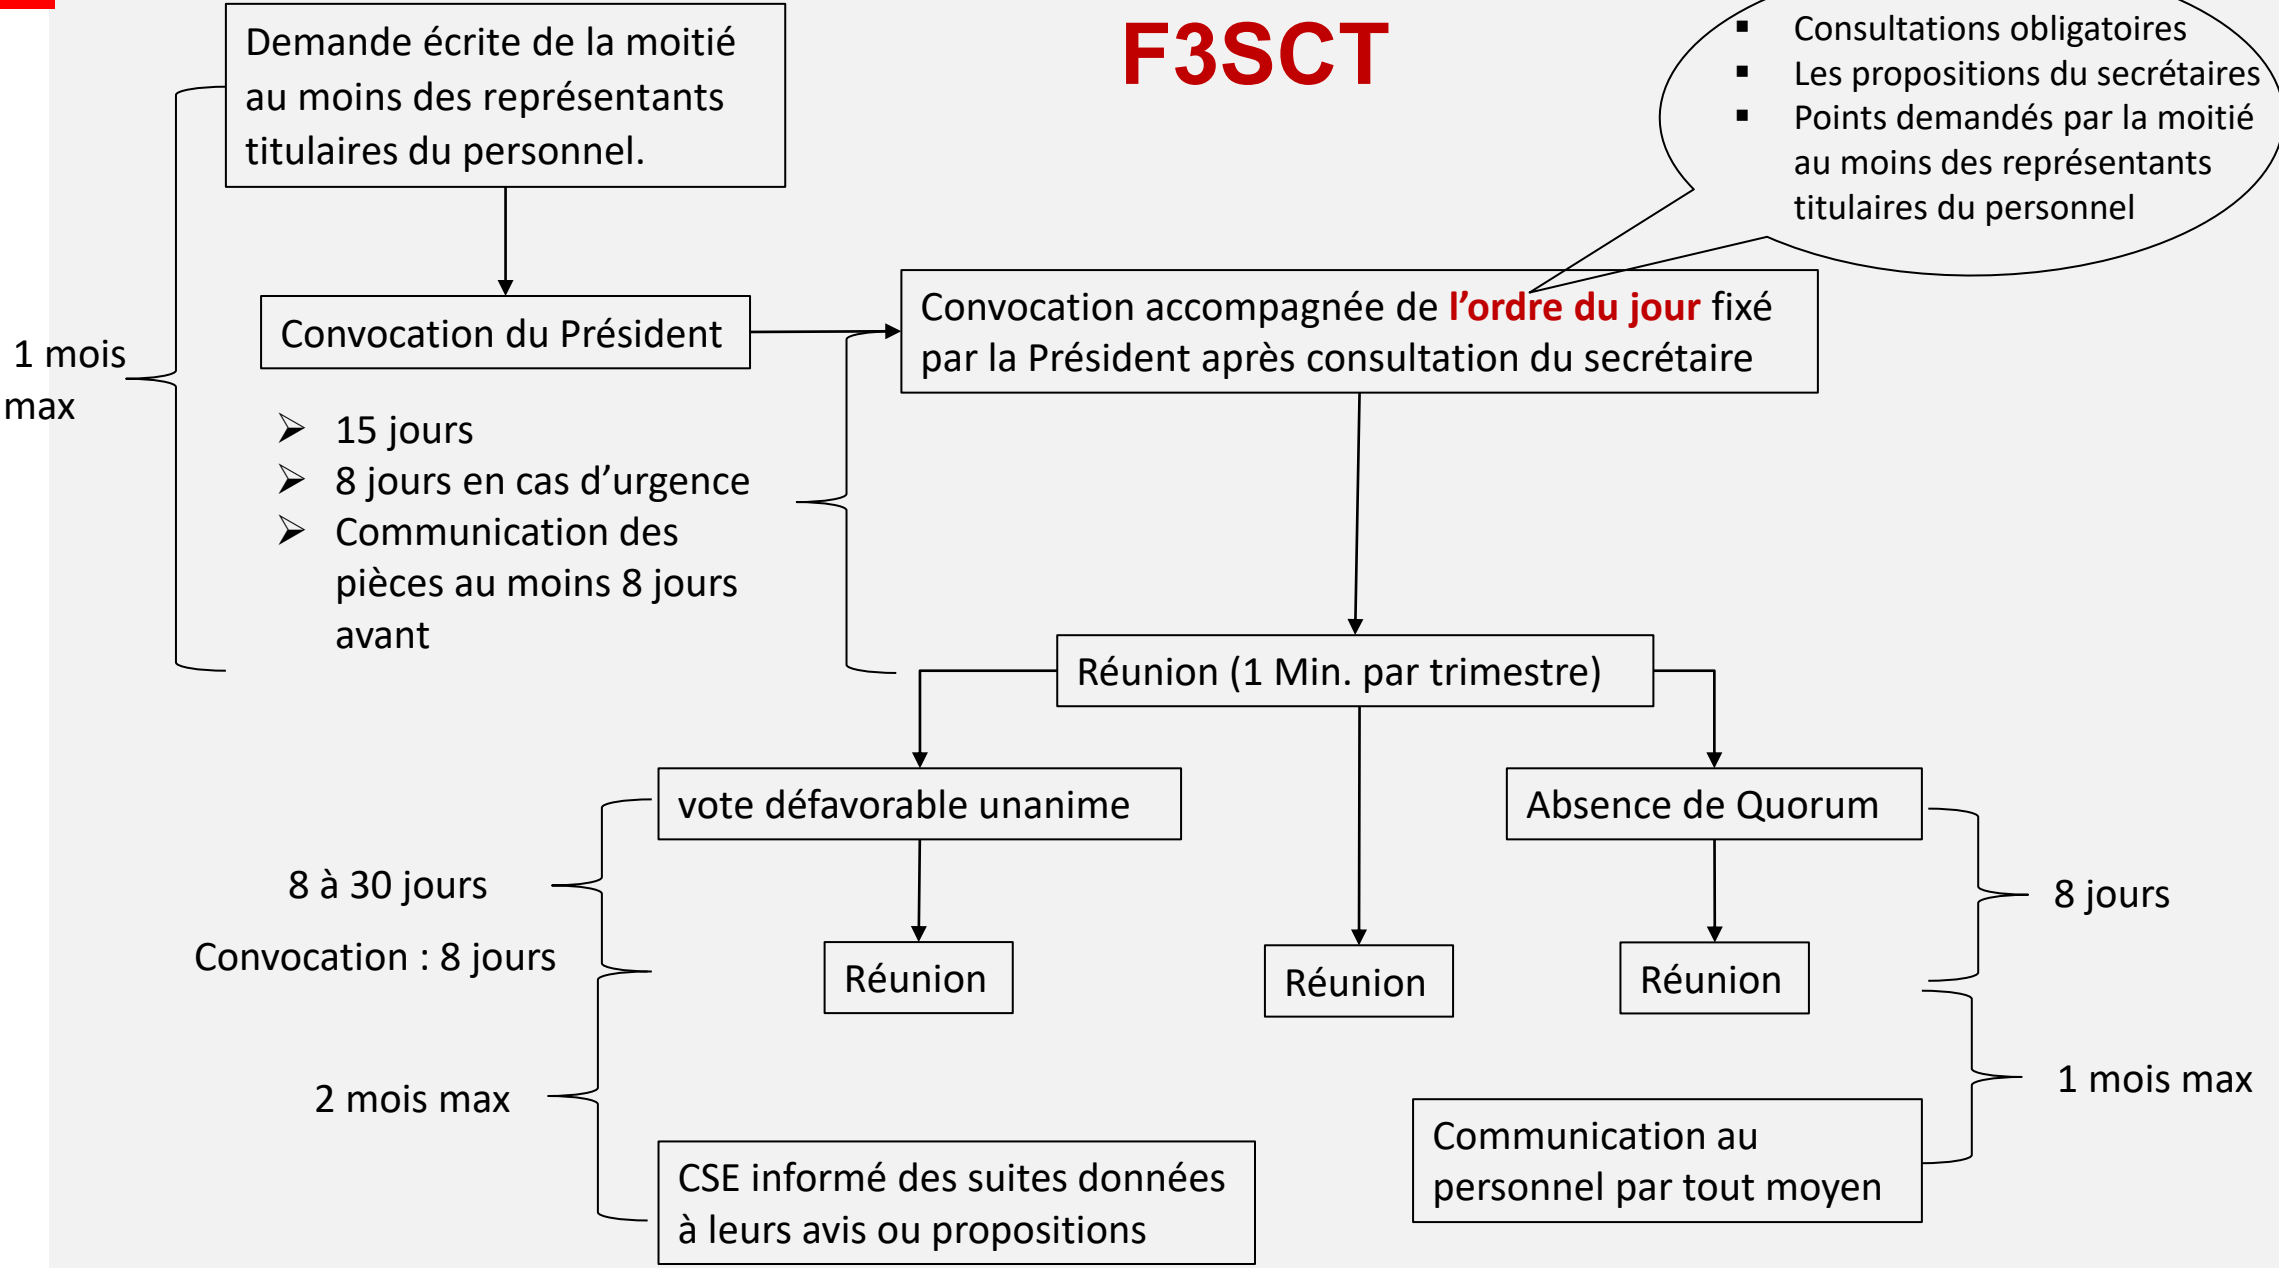 F3SCT
Demande écrite de la moitié
au moins des représentants
titulaires du personnel.
▪ Consultations obligatoires
▪ Les propositions du secrétaires
▪ Points demandés par la moitié
au moins des représentants
titulaires du personnel
Convocation du Président
Convocation accompagnée de l’ordre du jour fixé
par la Président après consultation du secrétaire
1 mois
max
➢ 15 jours
➢ 8 jours en cas d’urgence
➢ Communication des
pièces au moins 8 jours
avant
Réunion (1 Min. par trimestre)
vote défavorable unanime
Absence de Quorum
8 à 30 jours
Convocation : 8 jours
8 jours
Réunion
Réunion
Réunion
2 mois max
1 mois max
CSE informé des suites données
à leurs avis ou propositions
Communication au
personnel par tout moyen